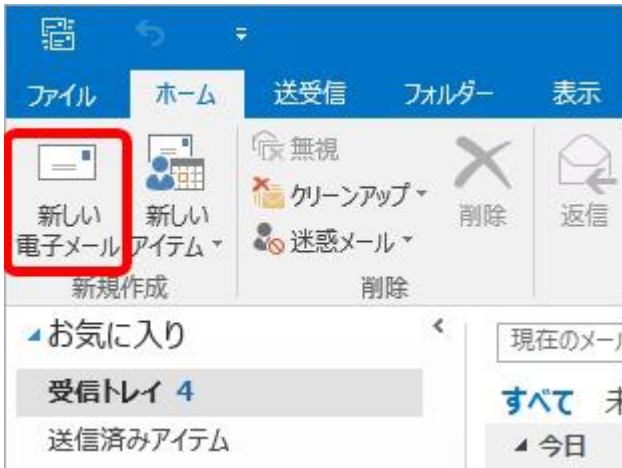 ファイル ホーム 送受信 フォルダー 表示
新しい
電子メール
新しい
アイテム
無視
クリーンアップ
迷惑メール
削除
返信
新規作成
削除
お気に入り
受信トレイ 4
送信済みアイテム
現在のメー
すべて
今日